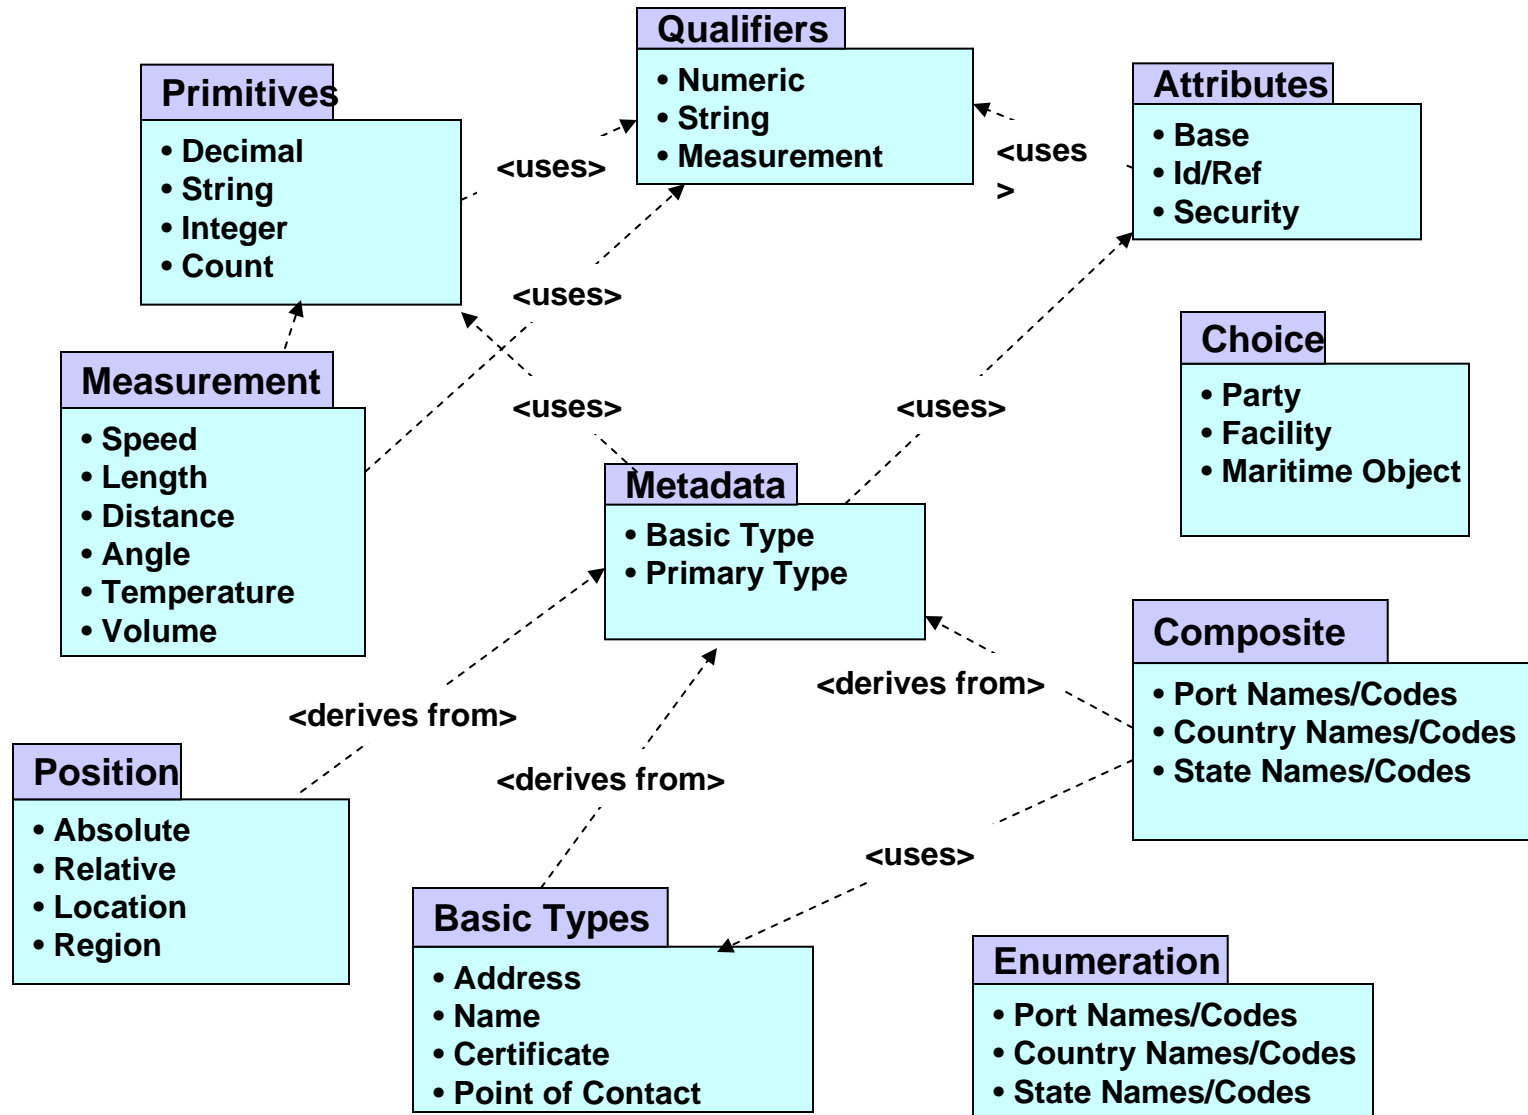 Qualifiers
• Numeric
• String
• Measurement
Primitives
• Decimal
• String
• Integer
• Count
Attributes
• Base
• Id/Ref
• Security
<uses>
<uses
>
<uses>
Choice
• Party
• Facility
• Maritime Object
Measurement
• Speed
• Length
• Distance
• Angle
• Temperature
• Volume
<uses>
<uses>
Metadata
• Basic Type
• Primary Type
Composite
• Port Names/Codes
• Country Names/Codes
• State Names/Codes
<derives from>
<derives from>
<derives from>
Position
• Absolute
• Relative
• Location
• Region
<uses>
Basic Types
• Address
• Name
• Certificate
• Point of Contact
Enumeration
• Port Names/Codes
• Country Names/Codes
• State Names/Codes